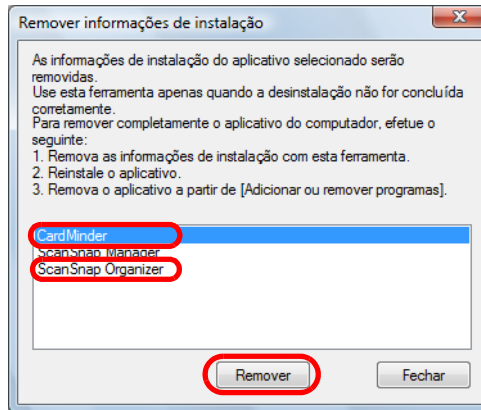 Remover informações de instalação
As informações de instalação do aplicativo selecionado serão
removidas.
Use esta ferramenta apenas quando a desinstalação não for concluída
corretamente.
Para remover completamente o aplicativo do computador, efetue o
seguinte:
1. Remova as informações de instalação com esta ferramenta.
2. Reinstale o aplicativo.
3. Remova o aplicativo a partir de [Adicionar ou remover programas].
CardMinder
ScanSnap Manager
ScanSnap Organizer
Remover Fechar